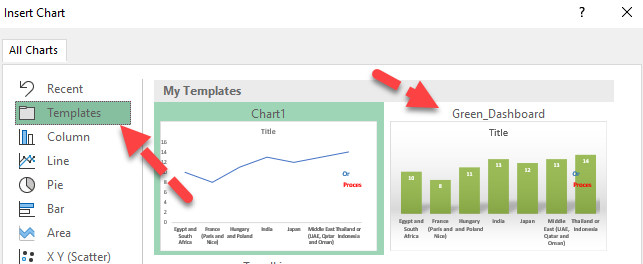 Insert Chart
?
All Charts
Recent
Templates
Column
Line
Pie
Bar
Area
X Y (Scatter)
My Templates
Chart1
Title
16
14
12
10
8
6
4
2
0
Or
Proces
Egypt and South Africa
France (Paris and Nice)
Hungary and Poland
India
Japan
Middle East (UAE, Qatar and Oman)
Thailand or Indonesia
Green_Dashboard
Title
10
8
11
13
12
13
14
Or
Proces
Egypt and South Africa
France (Paris and Nice)
Hungary and Poland
India
Japan
Middle East (UAE, Qatar and Oman)
Thailand or Indonesia